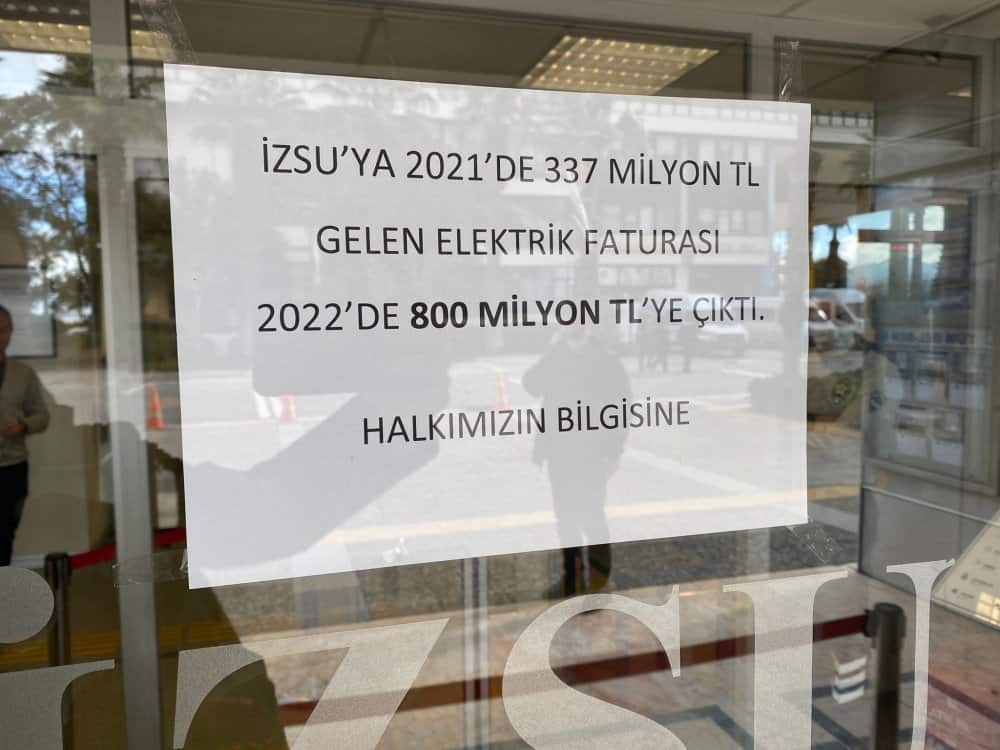 İZSU'YA 2021'DE 337 MİLYON TL
GELEN ELEKTRİK FATURASI
2022'DE 800 MİLYON TL'YE ÇIKTI.
HALKIMIZIN BİLGİSİNE
izsu